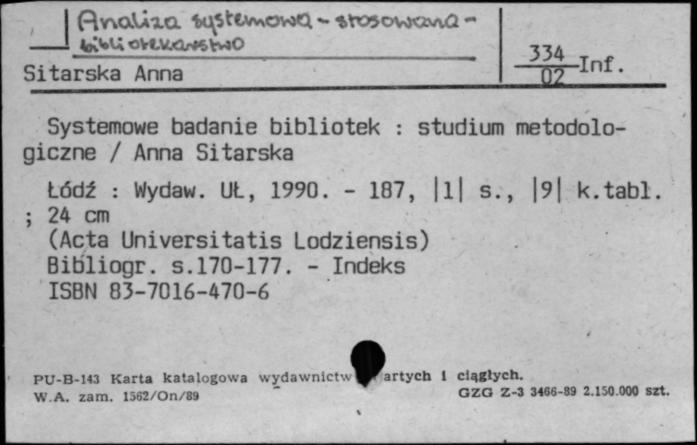 Analiza systemowa - stosowana -
bibliotekarstwo
334
02 Inf.
Sitarska Anna
Systemowe badanie bibliotek : studium metodolo-
giczne / Anna Sitarska
Łódź : Wydaw. UŁ, 1990. - 187, |1| s., |9| k.tabl.
; 24 cm
(Acta Universitatis Lodziensis)
Bibliogr. s.170-177. - Indeks
ISBN 83-7016-470-6
PU-B-143 Karta katalogowa wydawnictw artych i ciągłych.
W.A. zam. 1562/On/89 GZG Z-3 3466-89 2.150.000 szt.